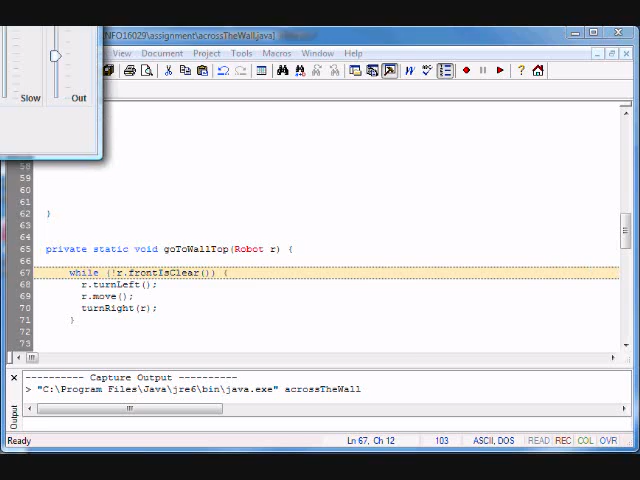 INFO16029\assignment\acrossTheWall.java]
View Document Project Tools Macros Window Help
Slow Out
58
59
60
61
62 }
63
64
65 private static void goToWallTop(Robot r) {
66
67 while (!r.frontIsClear()) {
68 r.turnLeft();
69 r.move();
70 turnRight(r);
71 }
72
73
---------- Capture Output ----------
> "C:\Program Files\Java\jre6\bin\java.exe" acrossTheWall
Output
Ready Ln 67, Ch 12 103 ASCII, DOS READ REC COL OVR